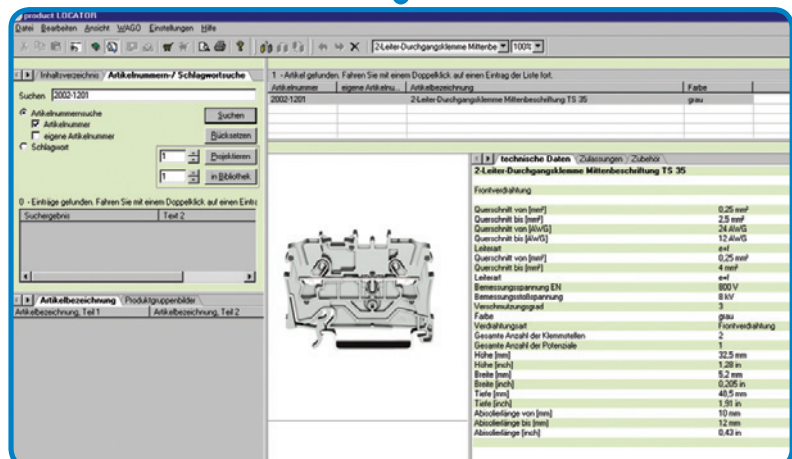 product LOCATOR
Datei Bearbeiten Ansicht WAGO Einstellungen Hilfe
2-Leiter-Durchgangsklemme Mittenbe 100%
Inhaltsverzeichnis Artikelnummern-/ Schlagwortsuche
Suchen 2002-1201
Artikelnummernsuche Suchen
Artikelnummer
eigene Artikelnummer Rücksetzen
Schlagwort
1 Projektieren
1 in Bibliothek
0 - Einträge gefunden. Fahren Sie mit einem Doppelklick auf einen Eintra
Suchergebnis Text 2
Artikelbezeichnung Produktgruppenbilder
Artikelbezeichnung, Teil 1 Artikelbezeichnung, Teil 2
1 - Artikel gefunden. Fahren Sie mit einem Doppelklick auf einen Eintrag der Liste fort.
Artikelnummer eigene Artikelnu... Artikelbezeichnung Farbe
2002-1201 2-Leiter-Durchgangsklemme Mittenbeschriftung TS 35 grau
technische Daten Zulassungen Zubehör
2-Leiter-Durchgangsklemme Mittenbeschriftung TS 35
Frontverdrahtung
Querschnitt von [mm²] 0,25 mm²
Querschnitt bis [mm²] 2,5 mm²
Querschnitt von [AWG] 24 AWG
Querschnitt bis [AWG] 12 AWG
Leiterart e+f
Querschnitt von [mm²] 0,25 mm²
Querschnitt bis [mm²] 4 mm²
Leiterart e+f
Bemessungsspannung EN 800 V
Bemessungsstoßspannung 8 kV
Verschmutzungsgrad 3
Farbe grau
Verdrahtungsart Frontverdrahtung
Gesamte Anzahl der Klemmstellen 2
Gesamte Anzahl der Potenziale 1
Höhe [mm] 32,5 mm
Höhe [inch] 1,28 in
Breite [mm] 5,2 mm
Breite [inch] 0,205 in
Tiefe [mm] 48,5 mm
Tiefe [inch] 1,91 in
Abisolierlänge von [mm] 10 mm
Abisolierlänge bis [mm] 12 mm
Abisolierlänge [inch] 0,43 in